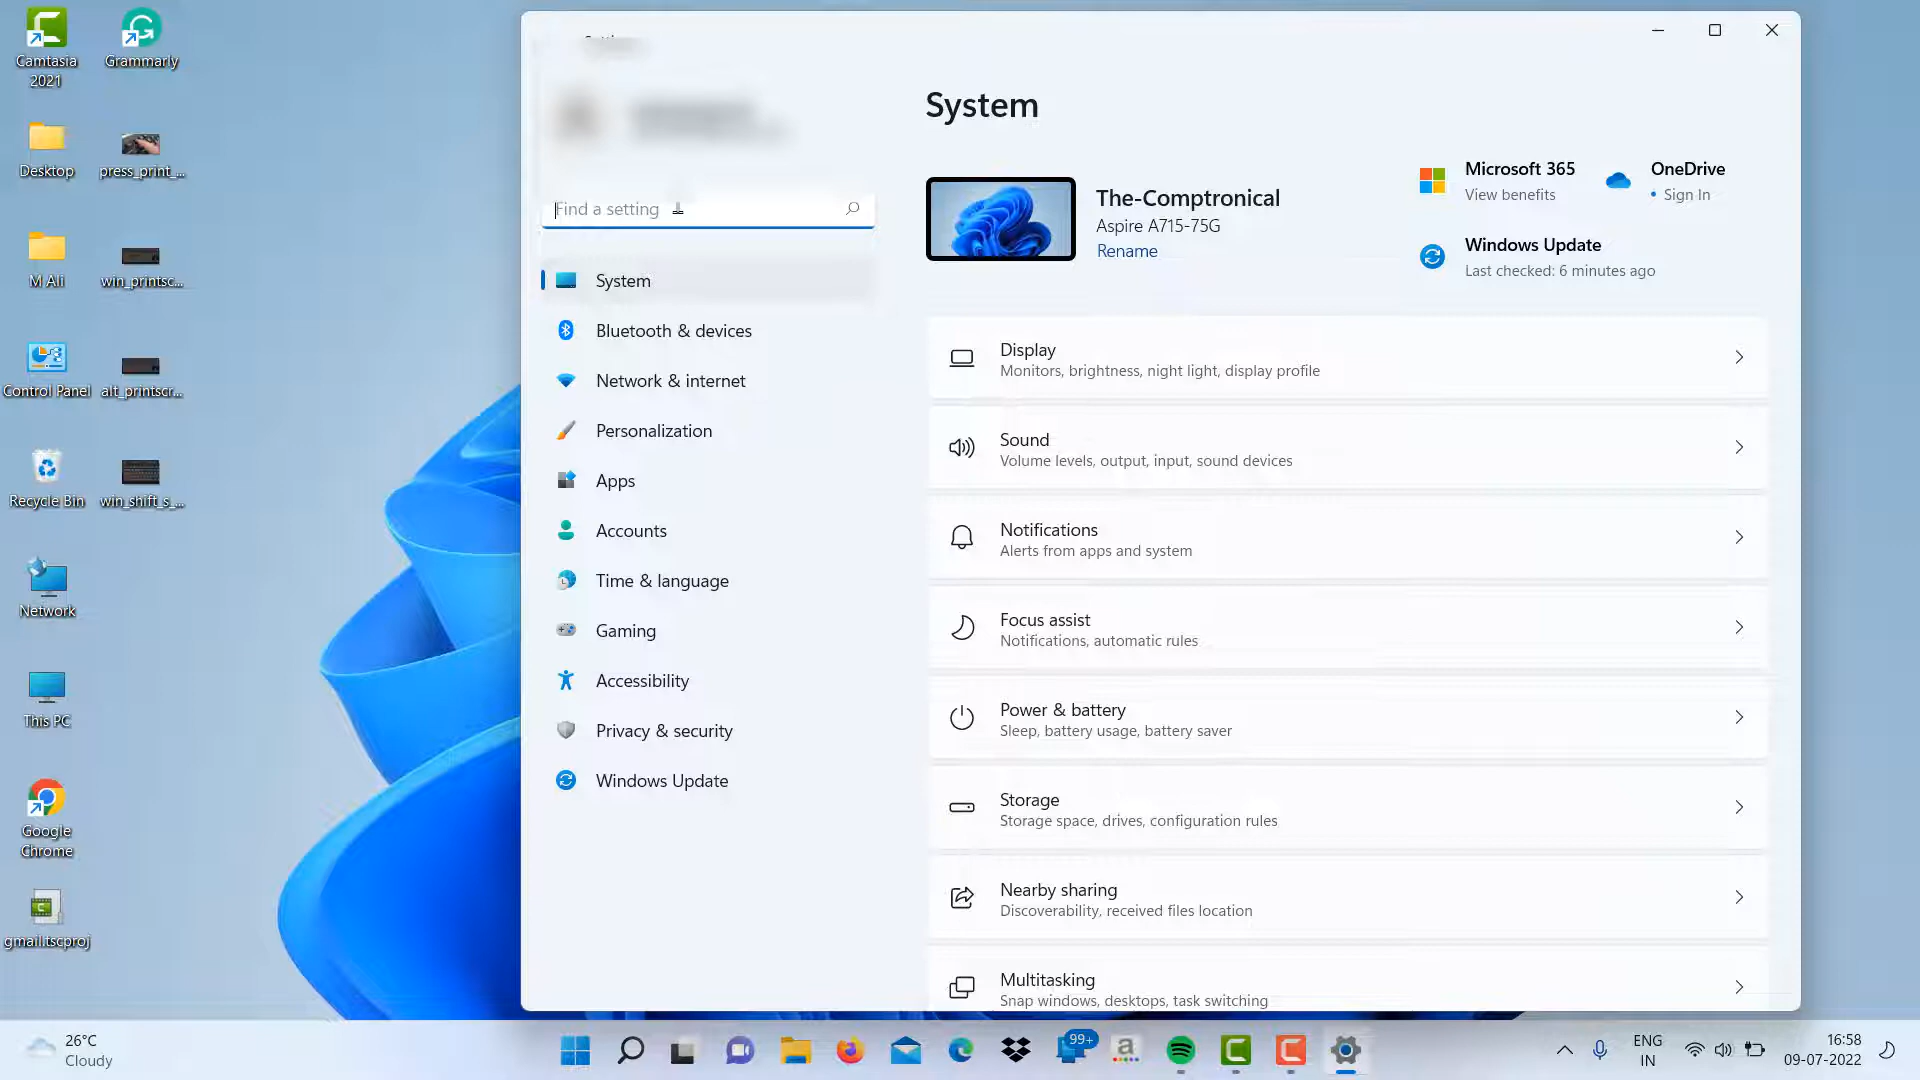 Camtasia
2021
Grammarly
Desktop
press_print_...
M Ali
win_printsc...
Control Panel
alt_printscr...
Recycle Bin
win_shift_s_...
Network
This PC
Google
Chrome
gmail.tscproj
Find a setting
System
Bluetooth & devices
Network & internet
Personalization
Apps
Accounts
Time & language
Gaming
Accessibility
Privacy & security
Windows Update
System
The-Comptronical
Aspire A715-75G
Rename
Microsoft 365
View benefits
OneDrive
• Sign In
Windows Update
Last checked: 6 minutes ago
Display
Monitors, brightness, night light, display profile
Sound
Volume levels, output, input, sound devices
Notifications
Alerts from apps and system
Focus assist
Notifications, automatic rules
Power & battery
Sleep, battery usage, battery saver
Storage
Storage space, drives, configuration rules
Nearby sharing
Discoverability, received files location
Multitasking
Snap windows, desktops, task switching
26°C
Cloudy
99+
a
ENG
IN
16:58
09-07-2022